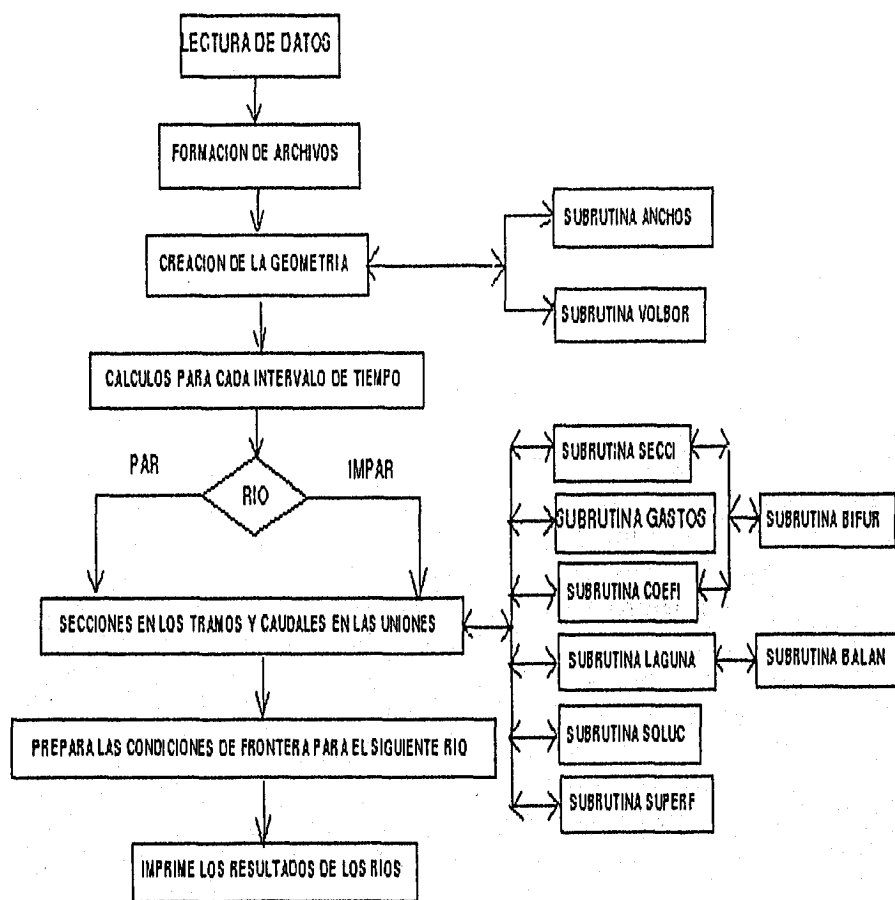 LECTURA DE DATOS
FORMACION DE ARCHIVOS
SUBRUTINA ANCHOS
CREACION DE LA GEOMETRIA
SUBRUTINA VOLBOR
CALCULOS PARA CADA INTERVALO DE TIEMPO
PAR
IMPAR
RIO
SUBRUTINA SECCI
SUBRUTINA GASTOS
SUBRUTINA BIFUR
SUBRUTINA COEFI
SECCIONES EN LOS TRAMOS Y CAUDALES EN LAS UNIONES
SUBRUTINA LAGUNA
SUBRUTINA BALAN
SUBRUTINA SOLUC
PREPARA LAS CONDICIONES DE FRONTERA PARA EL SIGUIENTE RIO
SUBRUTINA SUPERF
IMPRIME LOS RESULTADOS DE LOS RIOS